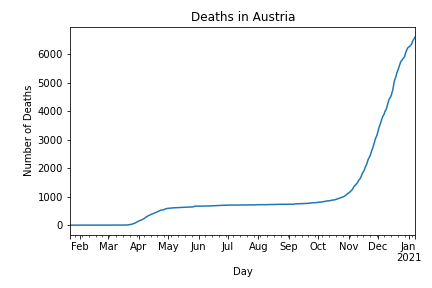 Deaths in Austria
Number of Deaths
6000
5000
4000
3000
2000
1000
0
Feb Mar Apr May Jun Jul Aug Sep Oct Nov Dec Jan
2021
Day